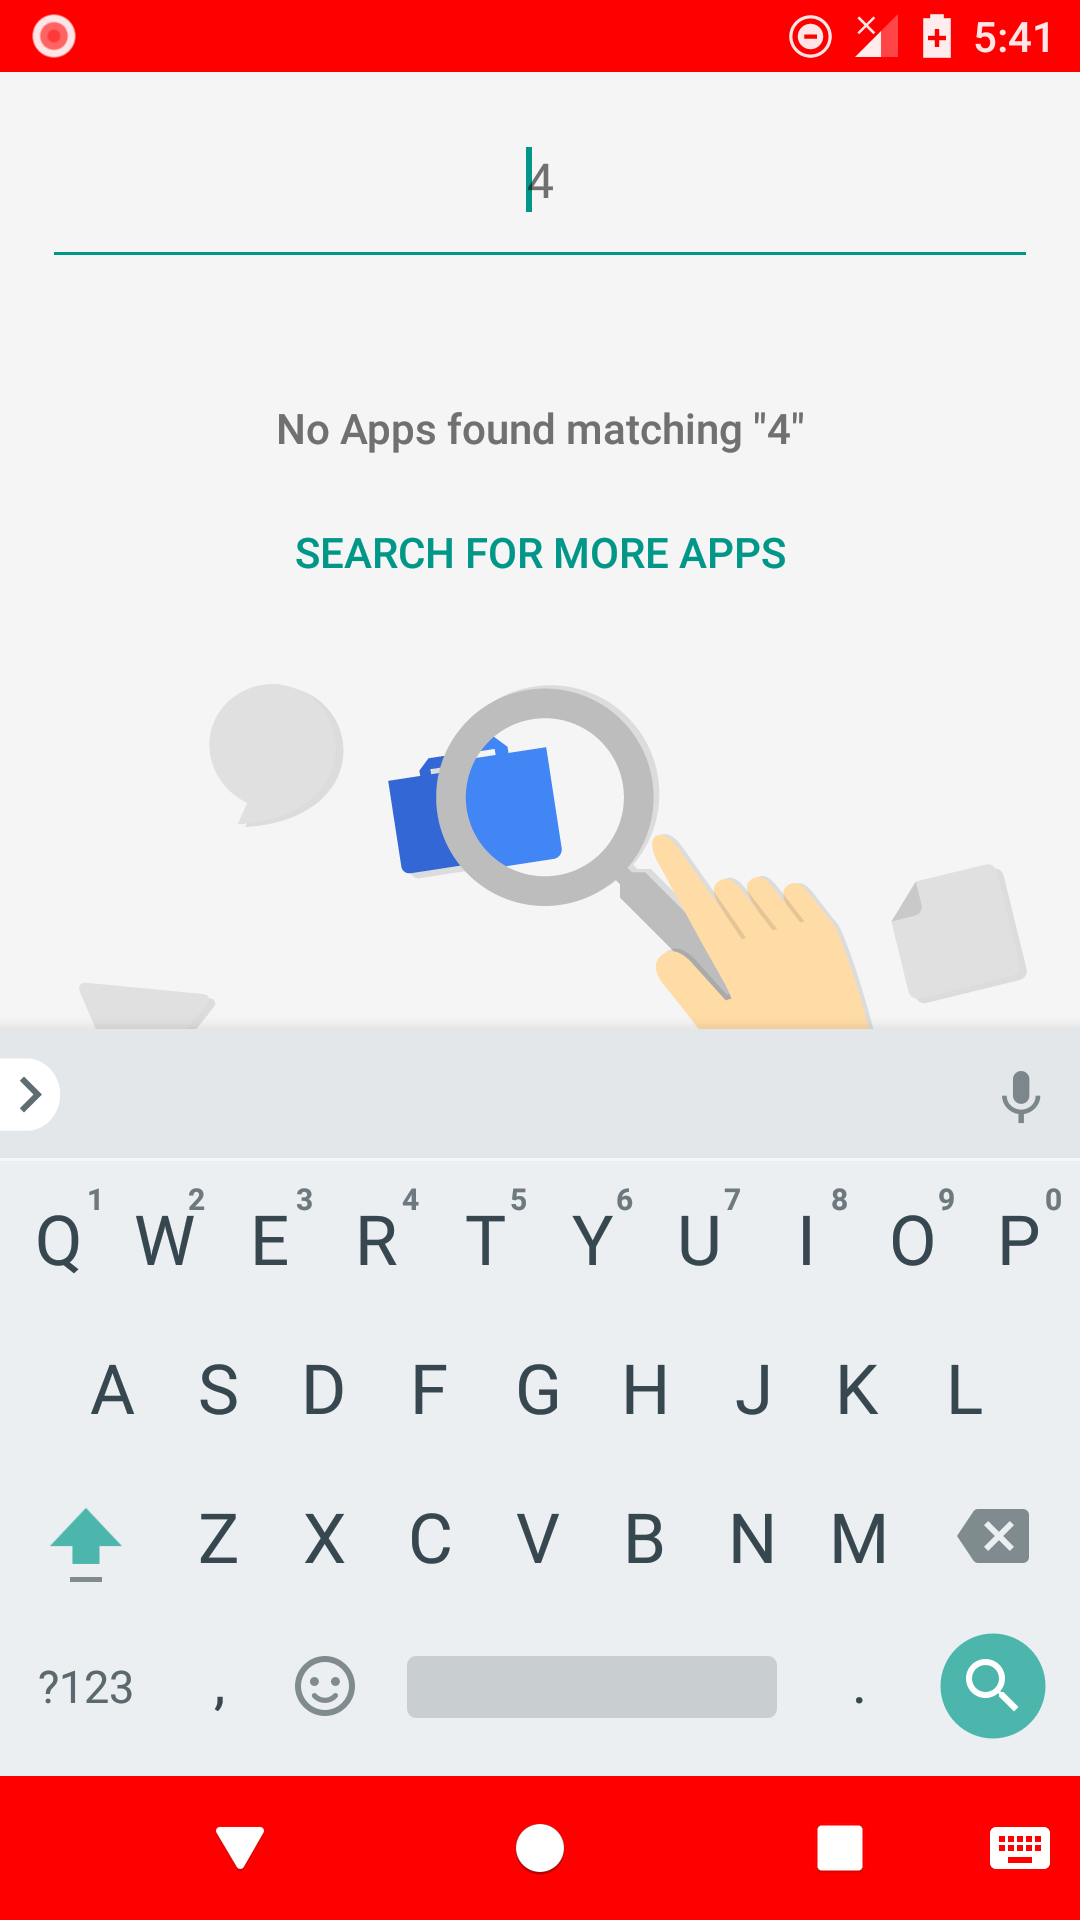 5:41
4
No Apps found matching "4"
SEARCH FOR MORE APPS
1 2 3 4 5 6 7 8 9 0
Q W E R T Y U I O P
A S D F G H J K L
Z X C V B N M
?123 , .